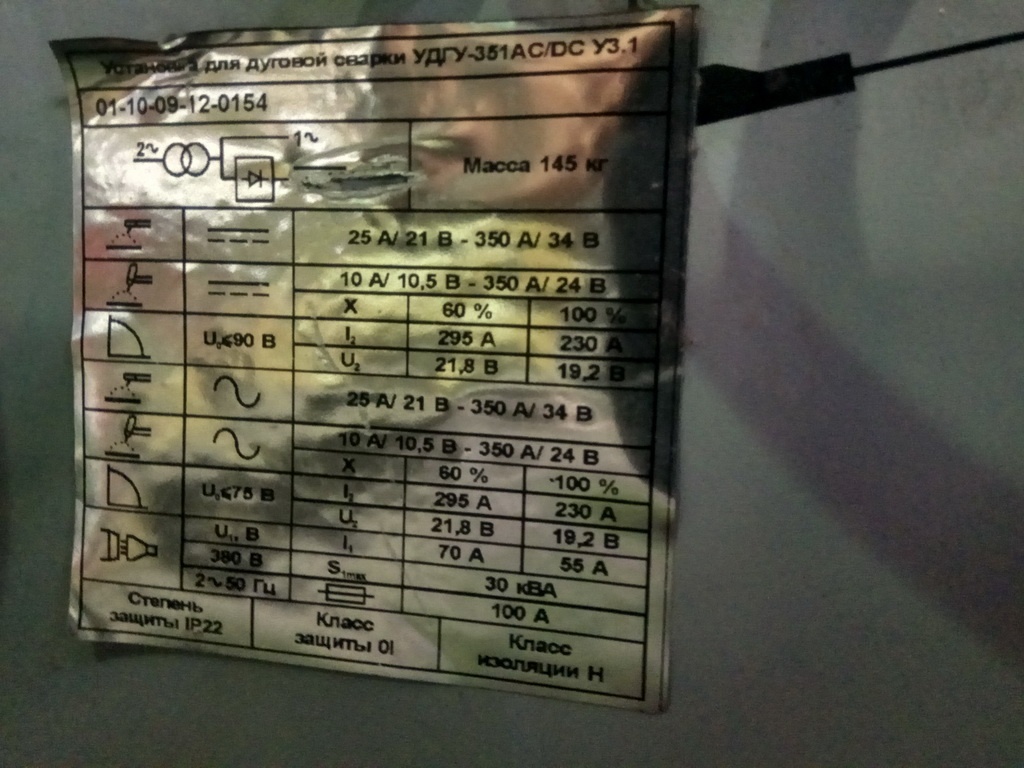 Установка для дуговой сварки УДГУ-351AC/DC У3.1
01-10-09-12-0154
2~ 1~ Масса 145 кг
25 А/ 21 В - 350 А/ 34 В
10 А/ 10,5 В - 350 А/ 24 В
X 60 % 100 %
U₀≤90 В I₂ 295 А 230 А
U₂ 21,8 В 19,2 В
25 А/ 21 В - 350 А/ 34 В
10 А/ 10,5 В - 350 А/ 24 В
X 60 % 100 %
U₀≤75 В I₂ 295 А 230 А
U₂ 21,8 В 19,2 В
U₁, В I₁ 70 А 55 А
380 В S₁max 30 кВА
2~50 Гц 100 А
Степень
защиты IP22
Класс
защиты 0I
Класс
изоляции Н